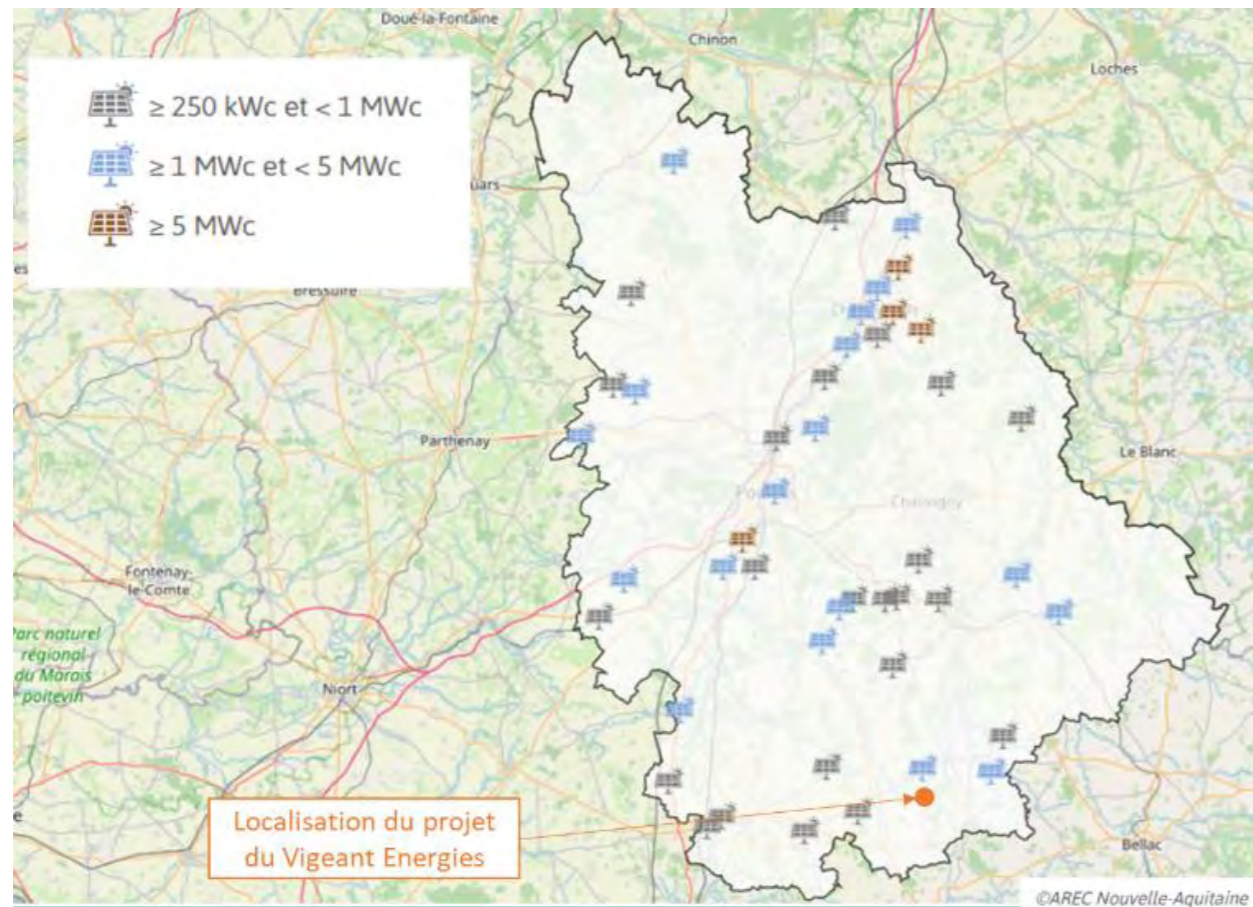 Doué-la-Fontaine
Chinon
Loches
≥ 250 kWc et < 1 MWc
≥ 1 MWc et < 5 MWc
≥ 5 MWc
uars
es
Bressuire
Parthenay
Le Blanc
Chauvigny
Fontenay-
le-Comte
Parc naturel
régional
du Marais
poitevin
Niort
Localisation du projet
du Vigeant Energies
Bellac
©AREC Nouvelle-Aquitaine